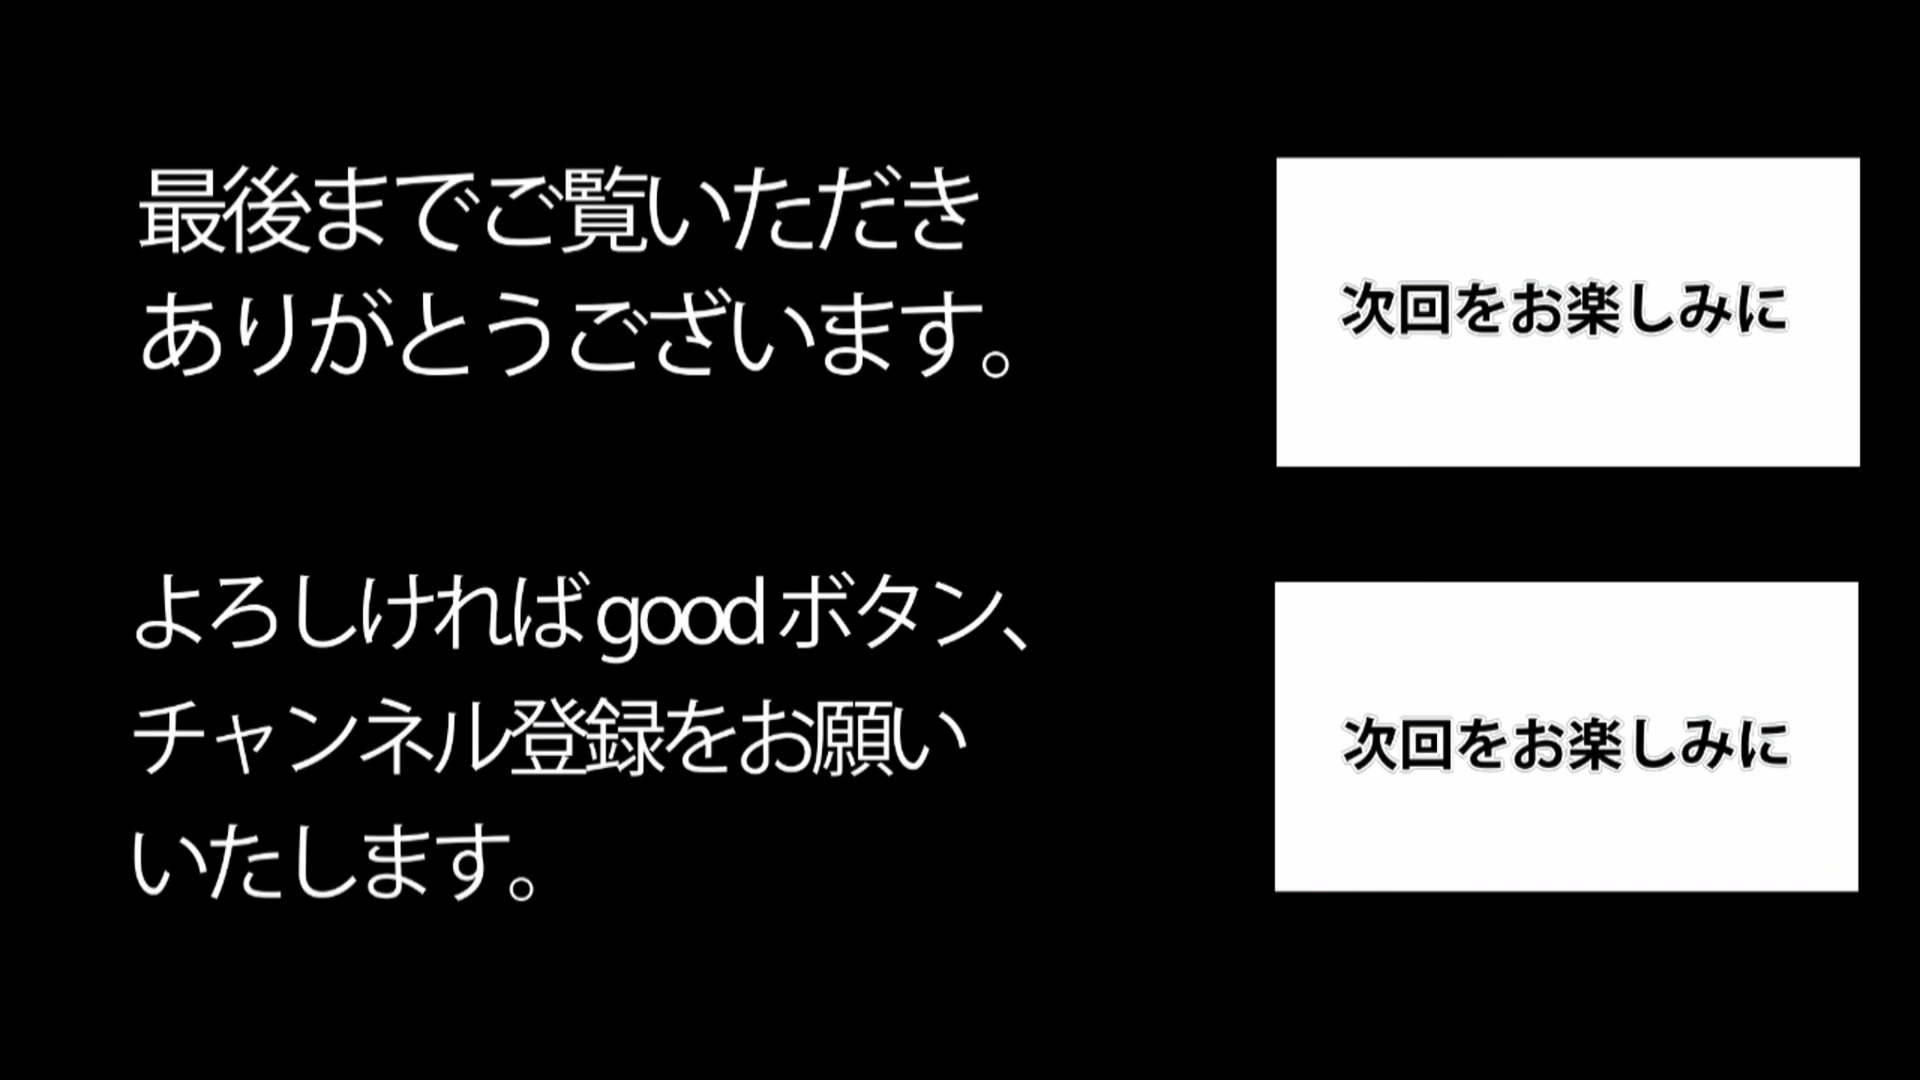 最後までご覧いただき
ありがとうございます。
よろしければgoodボタン、
チャンネル登録をお願い
いたします。
次回をお楽しみに
次回をお楽しみに